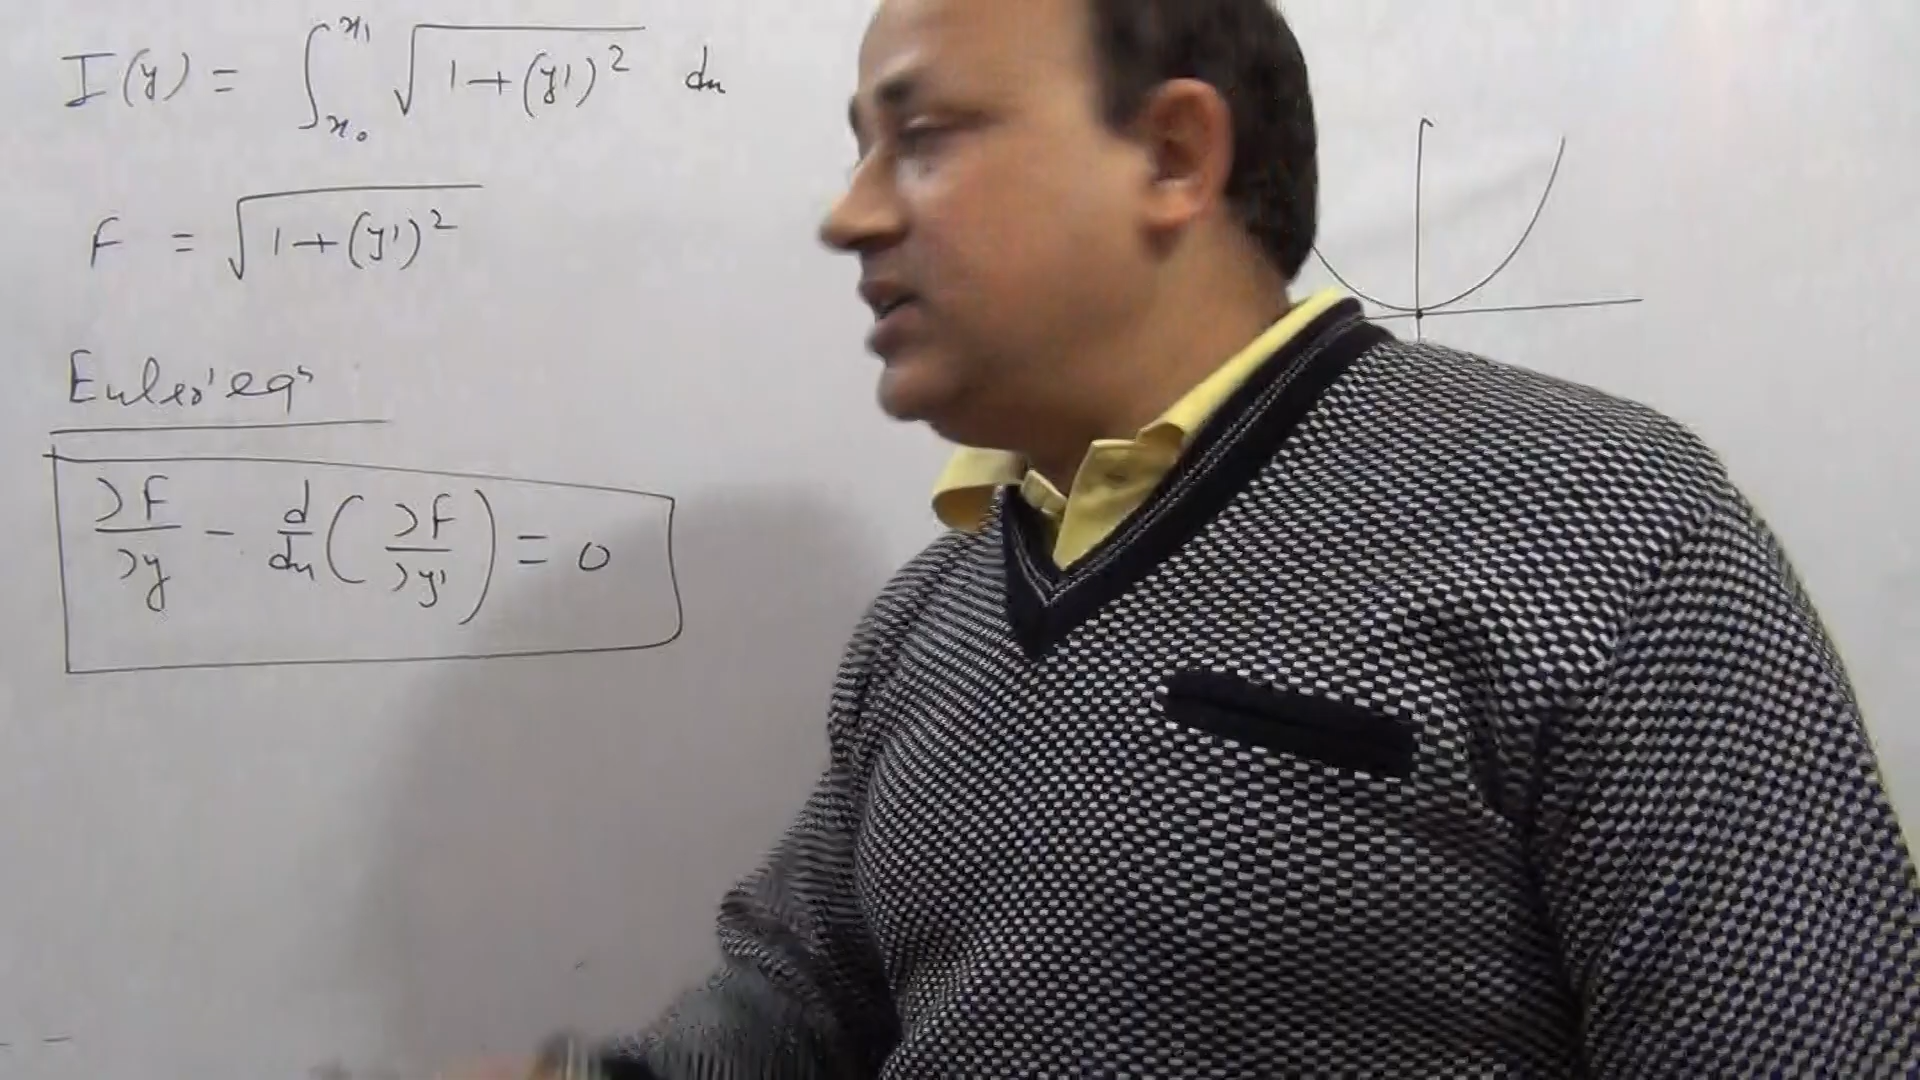 I(y) = ∫_{x₀}^{x₁} √(1+(y')²) dx
F = √(1+(y')²)
Euler' eqⁿ
∂F/∂y - d/dx (∂F/∂y') = 0